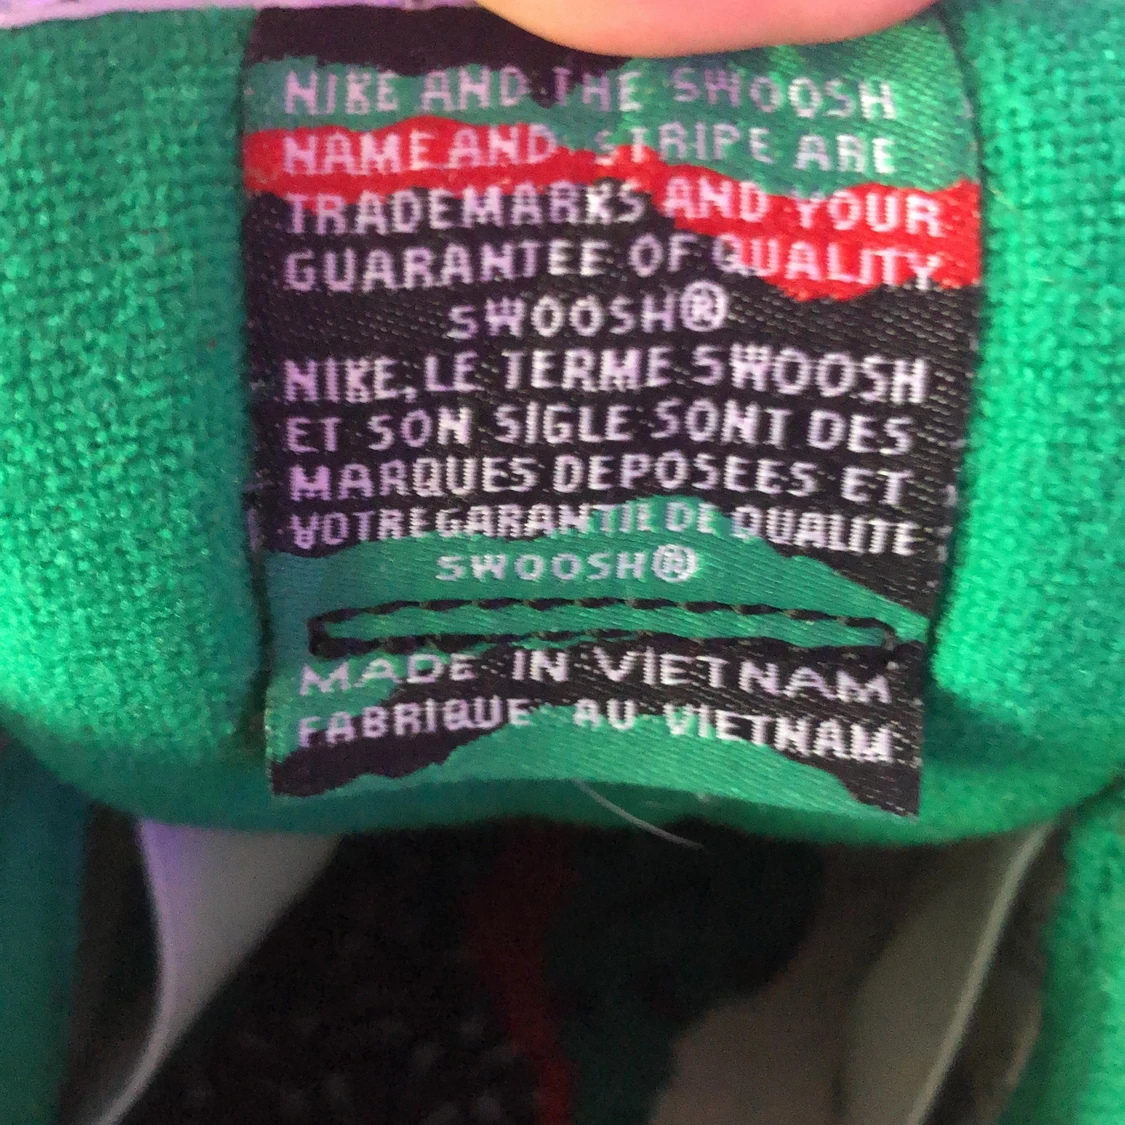 NIKE AND THE SWOOSH
NAME AND STRIPE ARE
TRADEMARKS AND YOUR
GUARANTEE OF QUALITY.
SWOOSH®
NIKE, LE TERME SWOOSH
ET SON SIGLE SONT DES
MARQUES DEPOSEES ET
VOTRE GARANTIE DE QUALITE
SWOOSH®
MADE IN VIETNAM
FABRIQUE AU VIETNAM